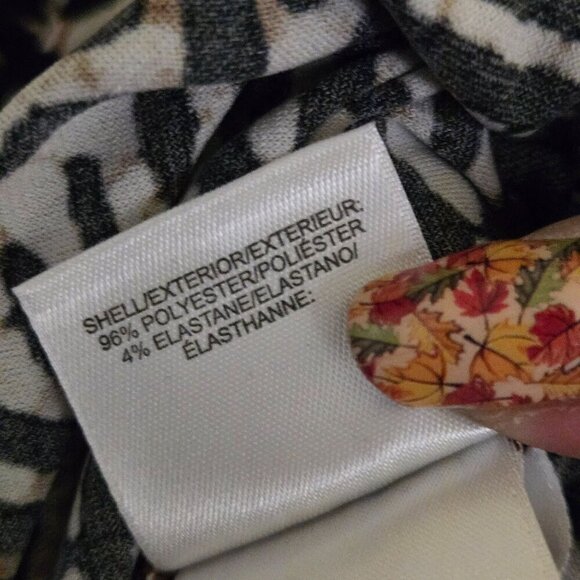 SHELL/EXTERIOR/EXTERIEUR:
96% POLYESTER/POLIÉSTER
4% ELASTANE/ELASTANO/
ÉLASTHANNE: